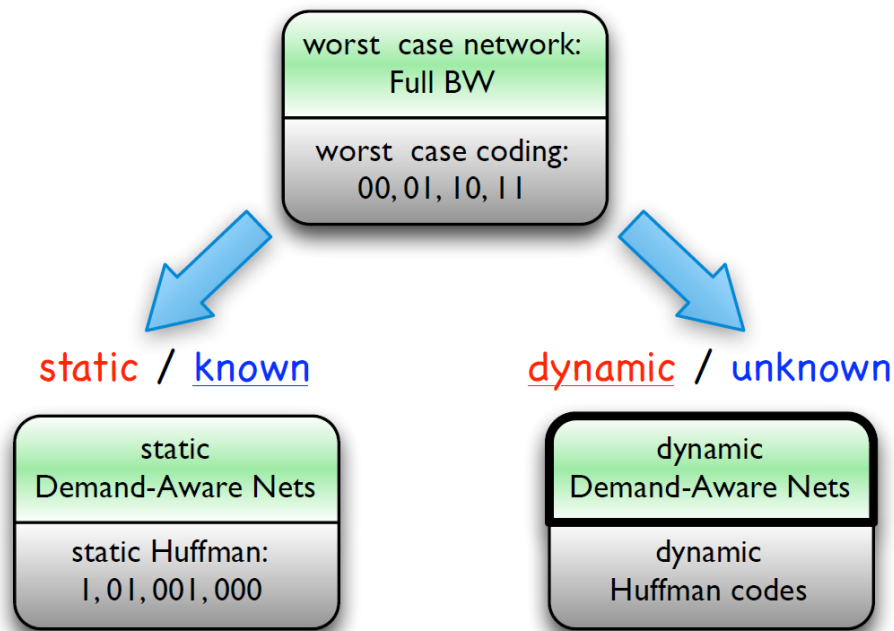 worst case network:
Full BW
worst case coding:
00, 01, 10, 11
static / known
dynamic / unknown
static
Demand-Aware Nets
static Huffman:
1, 01, 001, 000
dynamic
Demand-Aware Nets
dynamic
Huffman codes